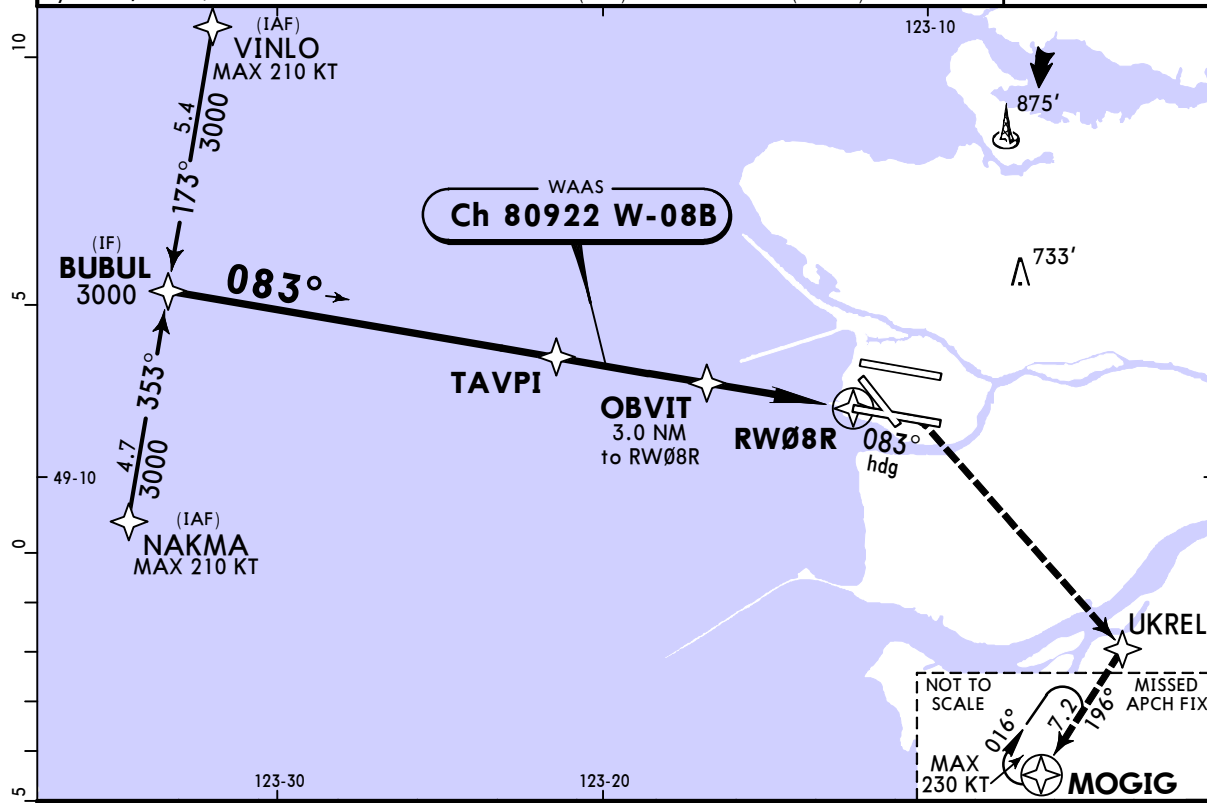 10
(IAF)
VINLO
MAX 210 KT
123-10
875'
5.4
3000
173°
WAAS
Ch 80922 W-08B
733'
(IF)
BUBUL
3000
083°
5
TAVPI
OBVIT
3.0 NM
to RWØ8R
RWØ8R
083°
hdg
353°
4.7
3000
49-10
(IAF)
NAKMA
MAX 210 KT
0
UKREL
NOT TO
SCALE
MISSED
APCH FIX
016°
7.2
196°
MAX
230 KT
MOGIG
123-30
123-20
5